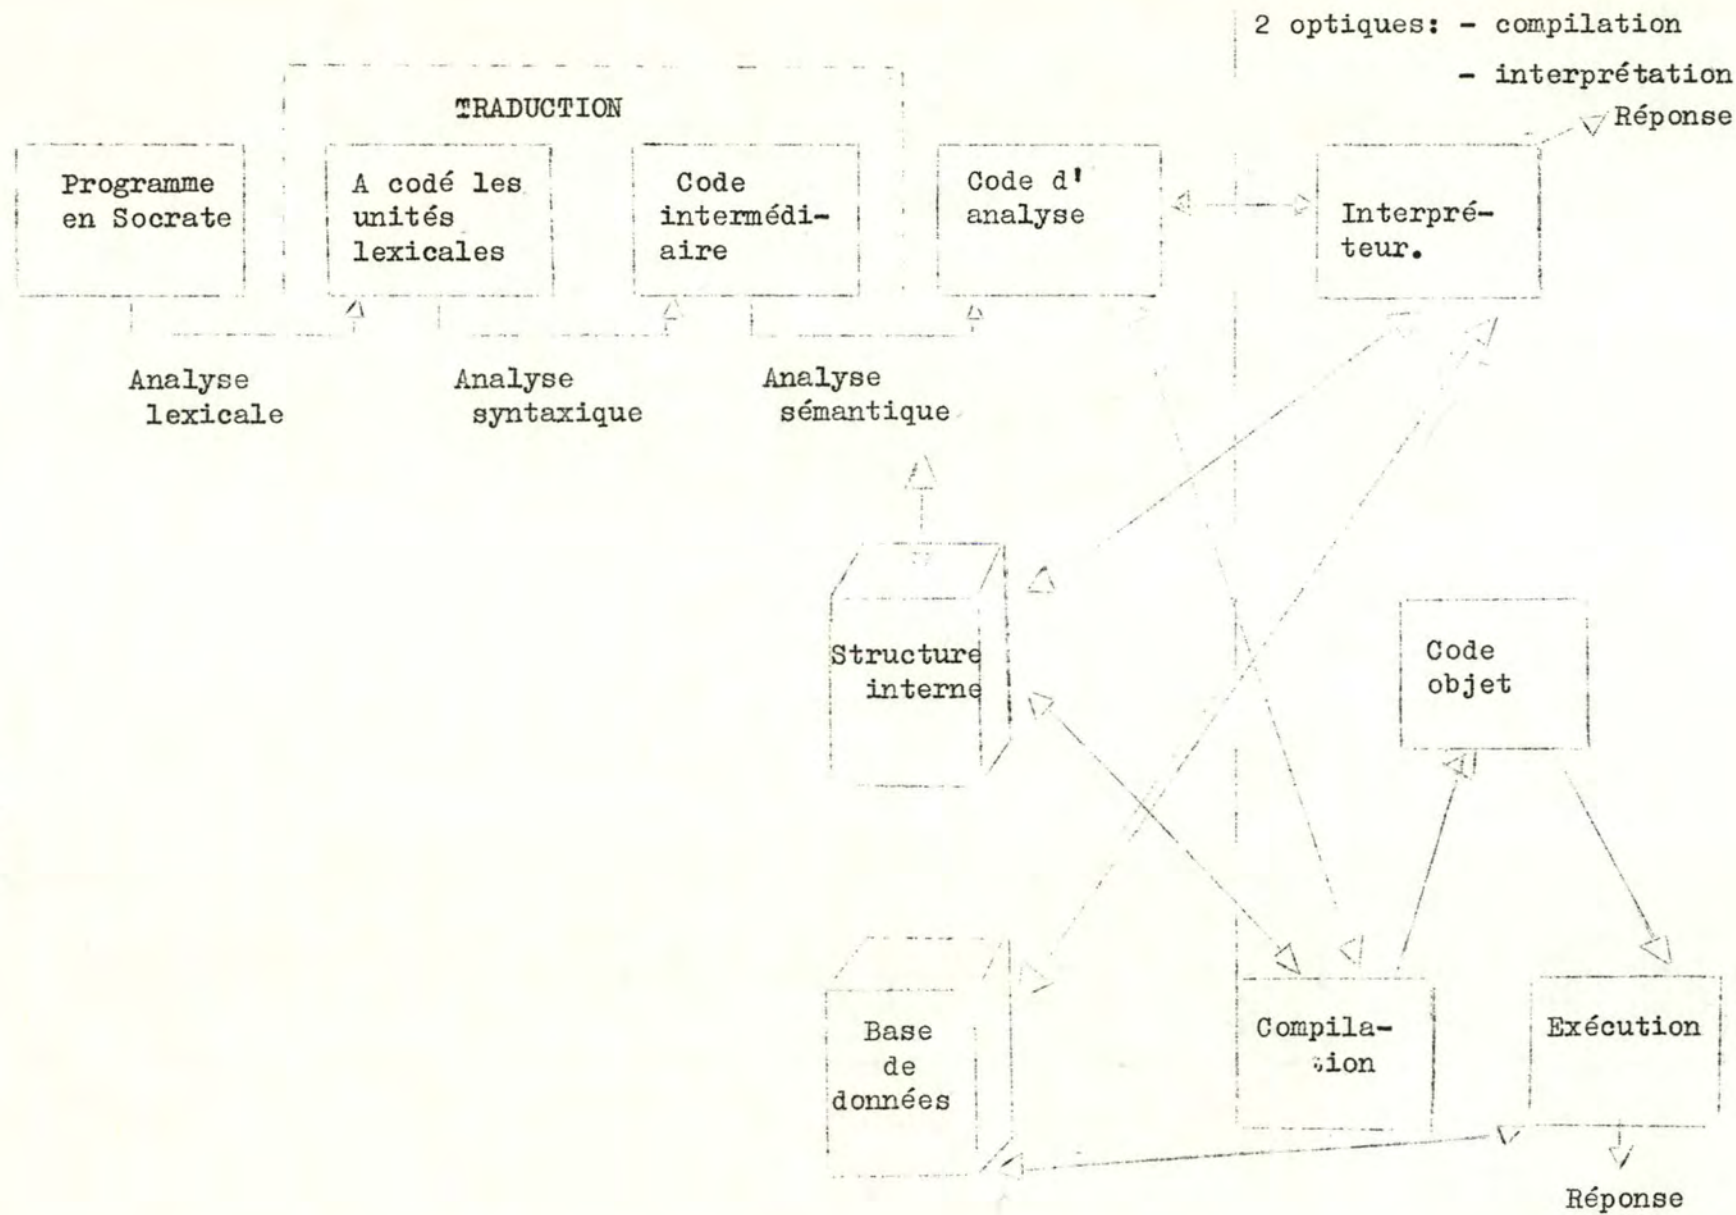 2 optiques: - compilation
- interprétation
Réponse
TRADUCTION
Programme
en Socrate
A codé les
unités
lexicales
Code
intermédi-
aire
Code d'
analyse
Interpré-
teur.
Analyse
lexicale
Analyse
syntaxique
Analyse
sémantique
Structure
interne
Code
objet
Base
de
données
Compila-
tion
Exécution
Réponse